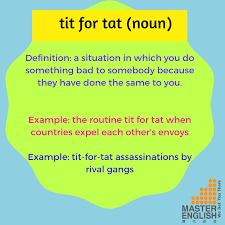 tit for tat (noun)
Definition: a situation in which you do
something bad to somebody because
they have done the same to you.
Example: the routine tit for tat when
countries expel each other's envoys
Example: tit-for-tat assassinations by
rival gangs
MASTER
ENGLISH